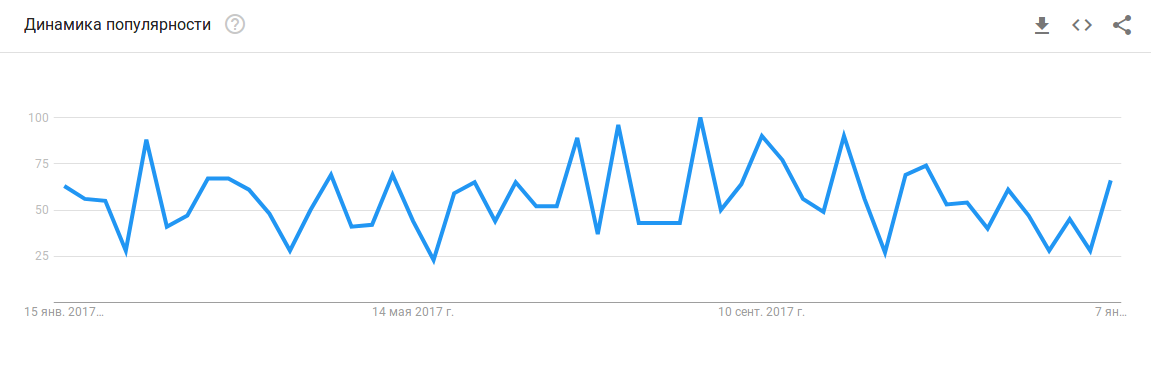 Динамика популярности
?
100
75
50
25
15 янв. 2017…
14 мая 2017 г.
10 сент. 2017 г.
7 ян…